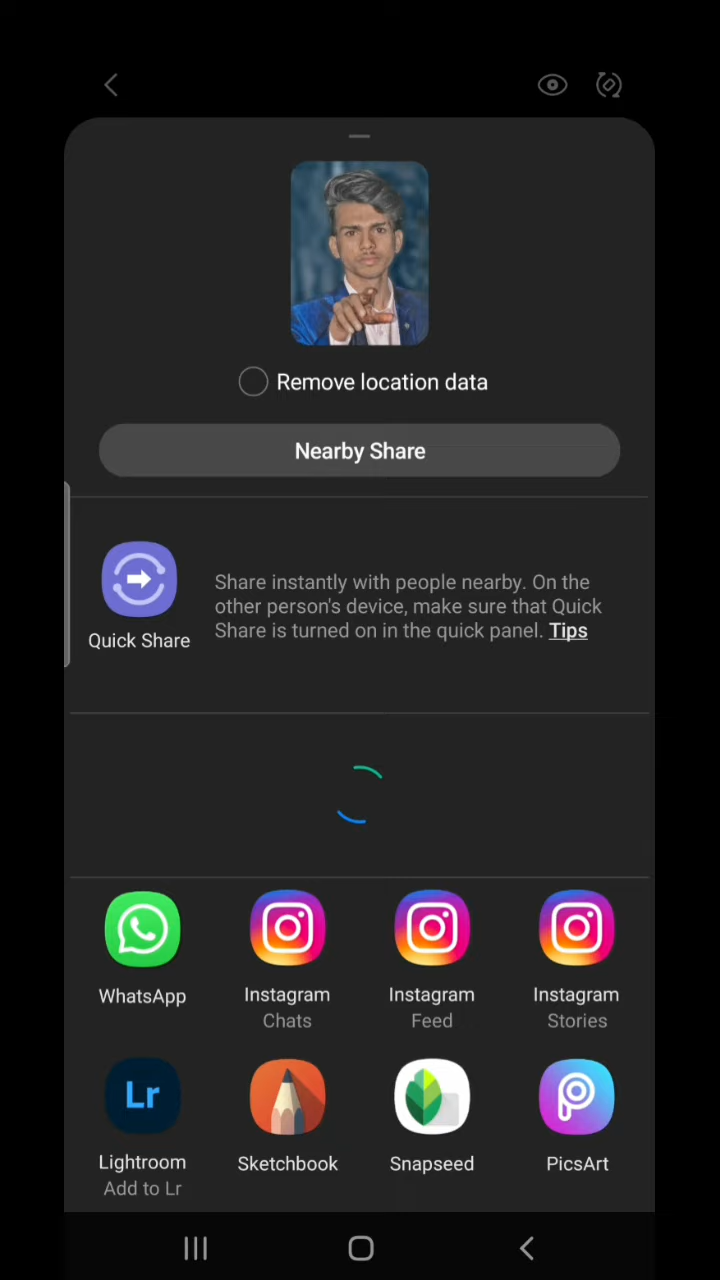 Remove location data
Nearby Share
Share instantly with people nearby. On the
other person's device, make sure that Quick
Share is turned on in the quick panel. Tips
Quick Share
WhatsApp
Instagram
Chats
Instagram
Feed
Instagram
Stories
Lr
Lightroom
Add to Lr
Sketchbook
Snapseed
PicsArt